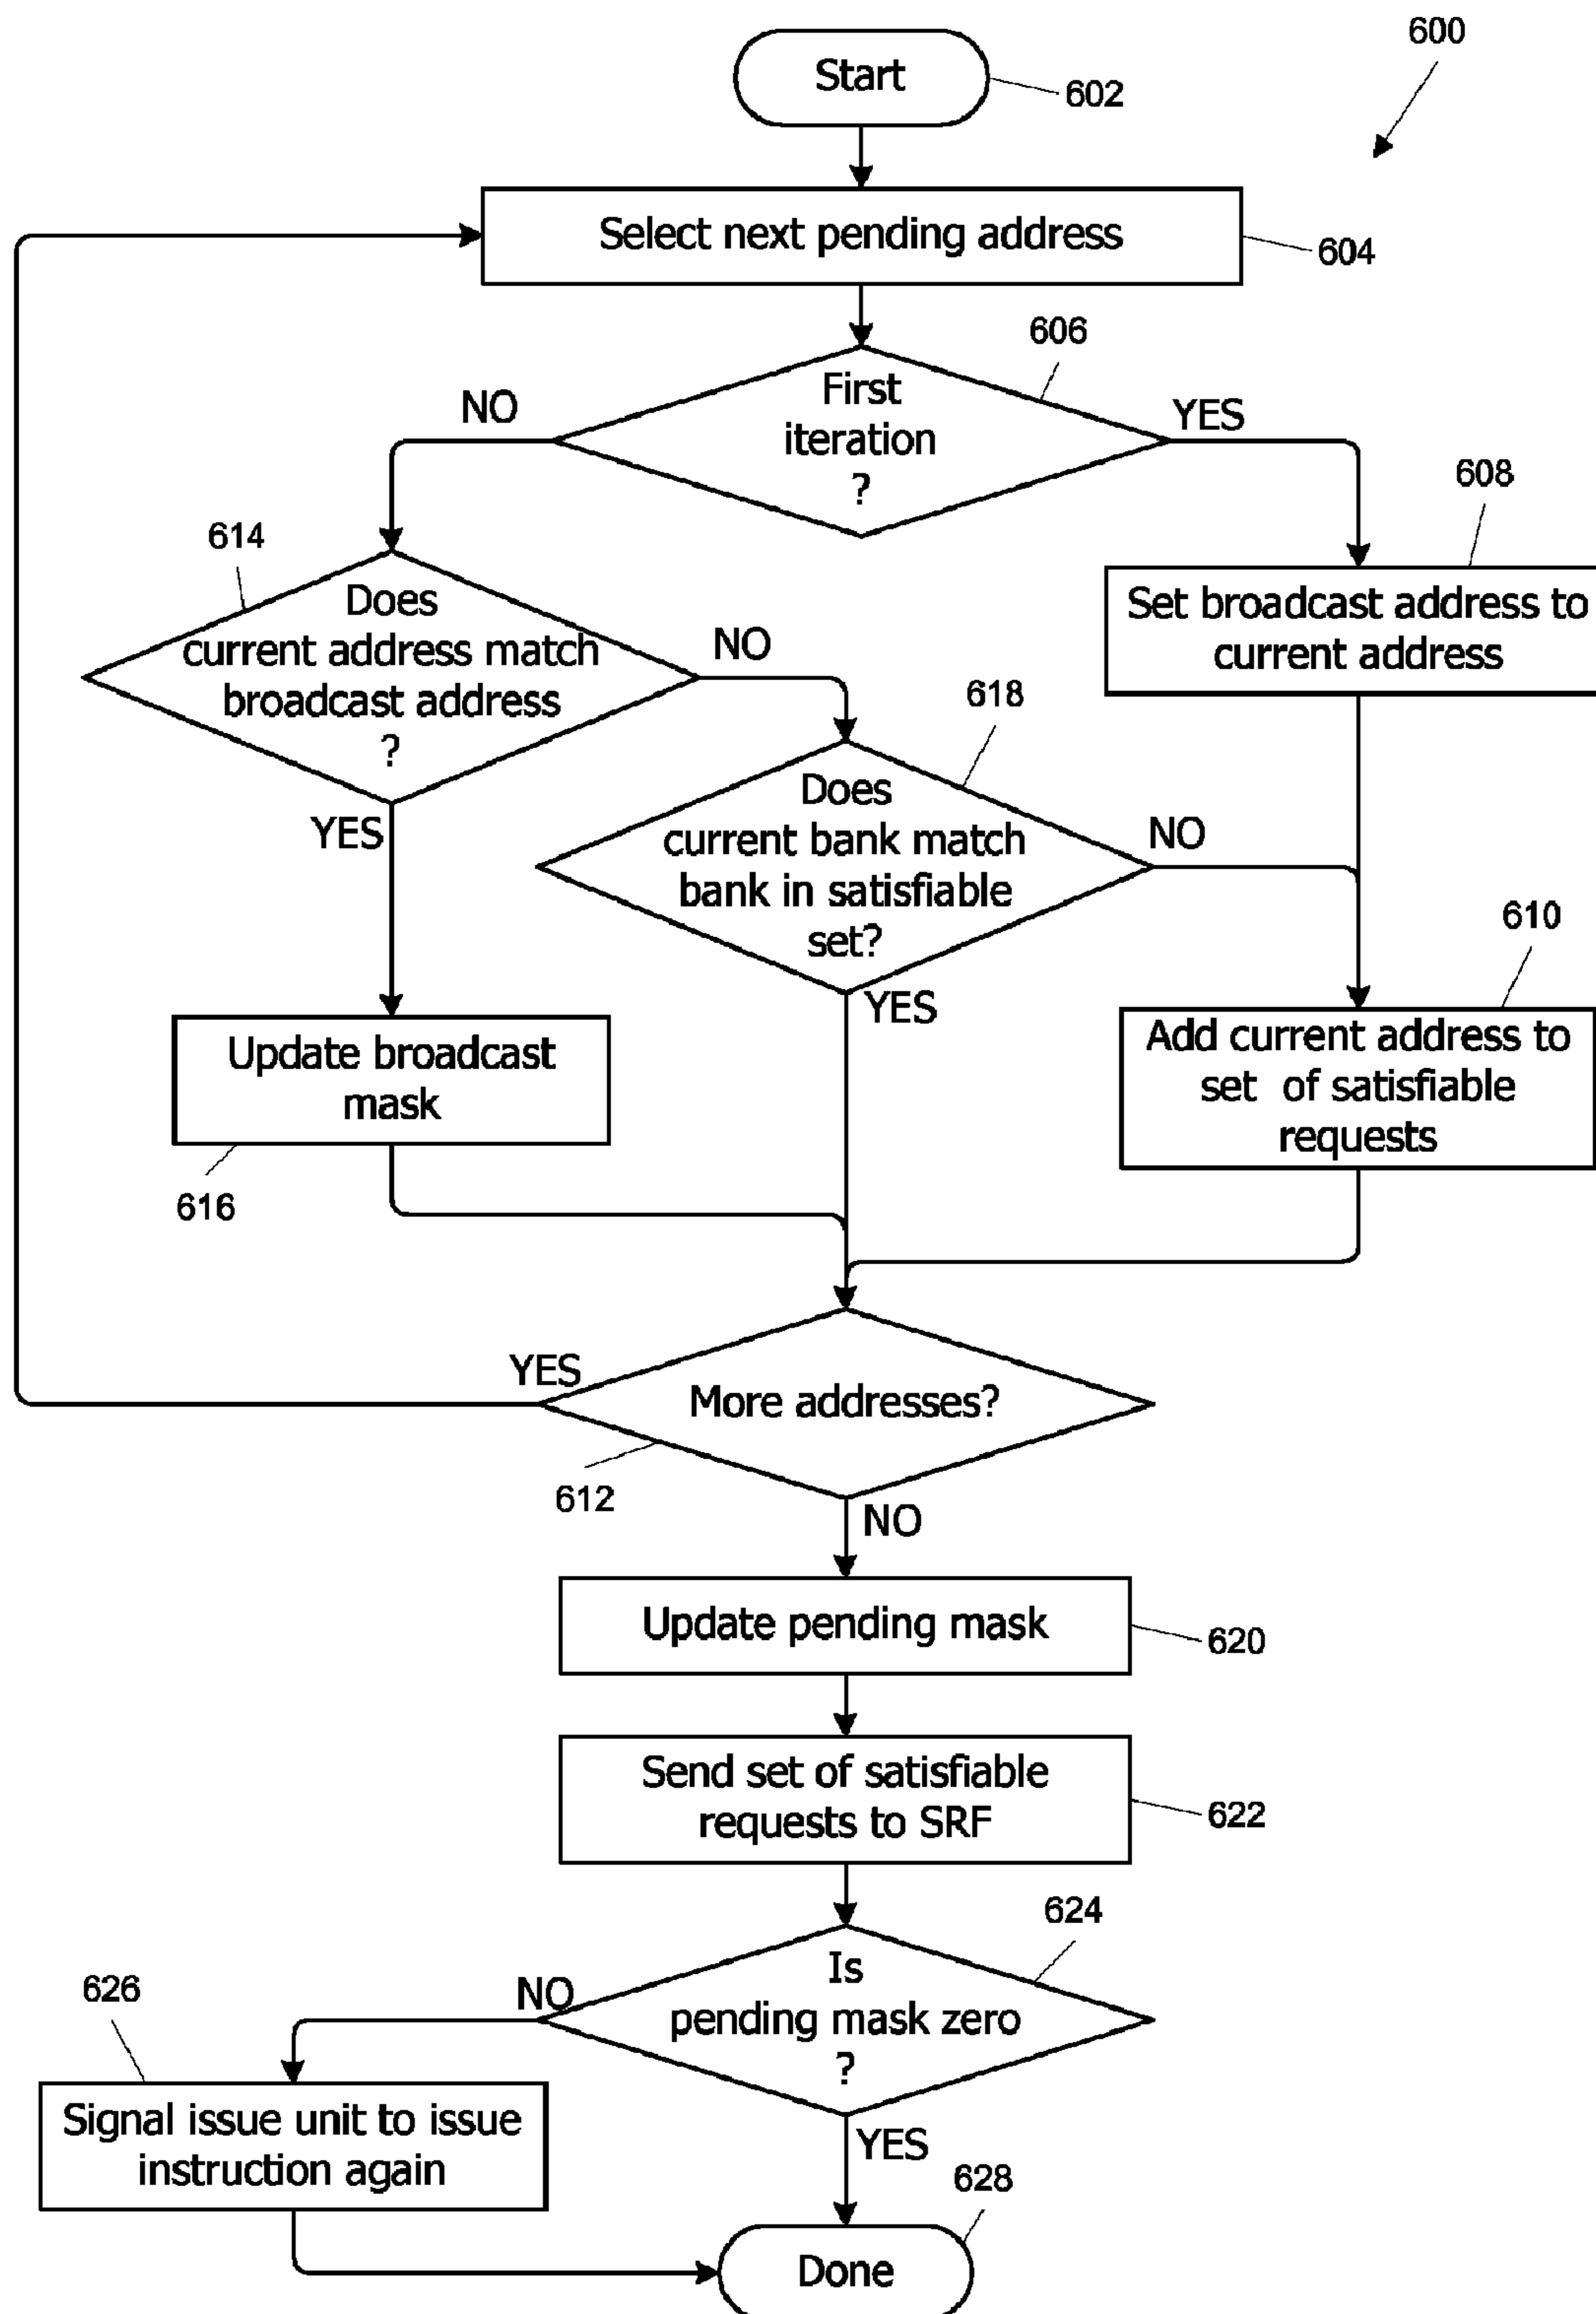 600
Start
602
Select next pending address
604
606
First
iteration
?
NO
YES
608
Set broadcast address to
current address
614
Does
current address match
broadcast address
?
NO
YES
618
Does
current bank match
bank in satisfiable
set?
NO
YES
610
Add current address to
set of satisfiable
requests
Update broadcast
mask
616
More addresses?
YES
612
NO
Update pending mask
620
Send set of satisfiable
requests to SRF
622
624
Is
pending mask zero
?
NO
YES
626
Signal issue unit to issue
instruction again
628
Done